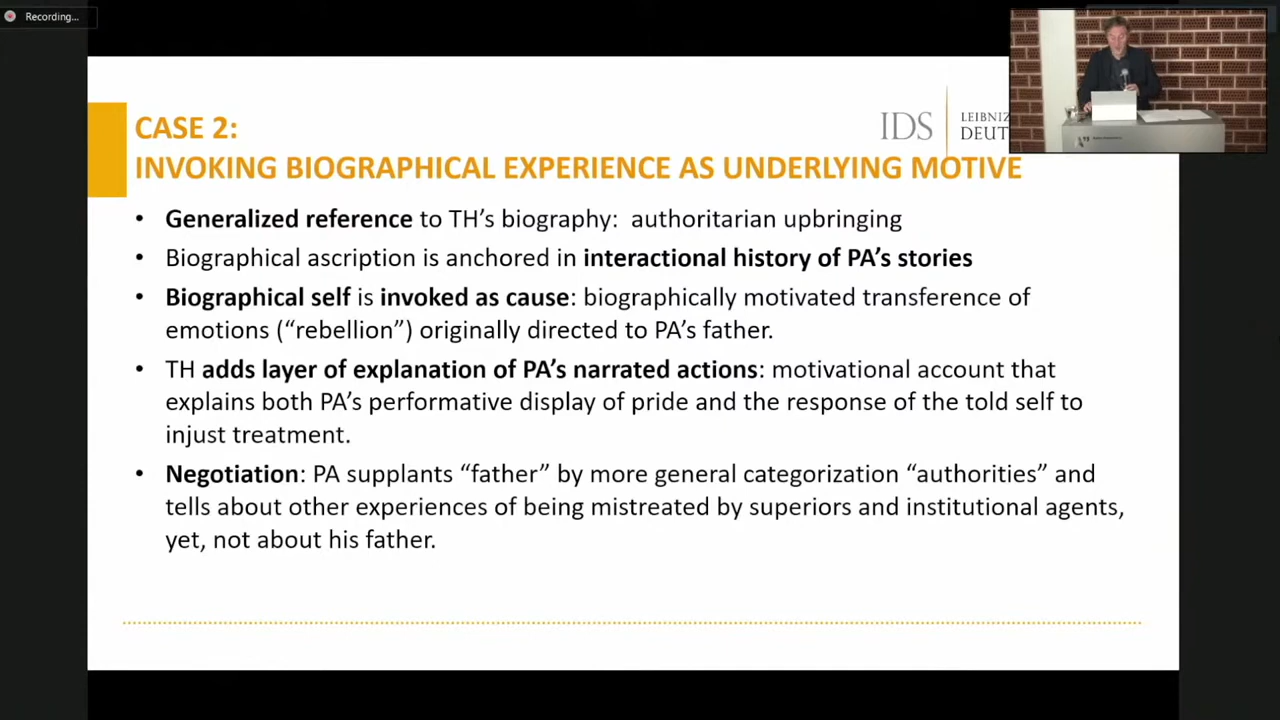 Recording...
CASE 2:
INVOKING BIOGRAPHICAL EXPERIENCE AS UNDERLYING MOTIVE
IDS
LEIBNIZ
DEUT
• Generalized reference to TH's biography: authoritarian upbringing
• Biographical ascription is anchored in interactional history of PA's stories
• Biographical self is invoked as cause: biographically motivated transference of
emotions (“rebellion”) originally directed to PA's father.
• TH adds layer of explanation of PA's narrated actions: motivational account that
explains both PA's performative display of pride and the response of the told self to
injust treatment.
• Negotiation: PA supplants “father” by more general categorization “authorities” and
tells about other experiences of being mistreated by superiors and institutional agents,
yet, not about his father.